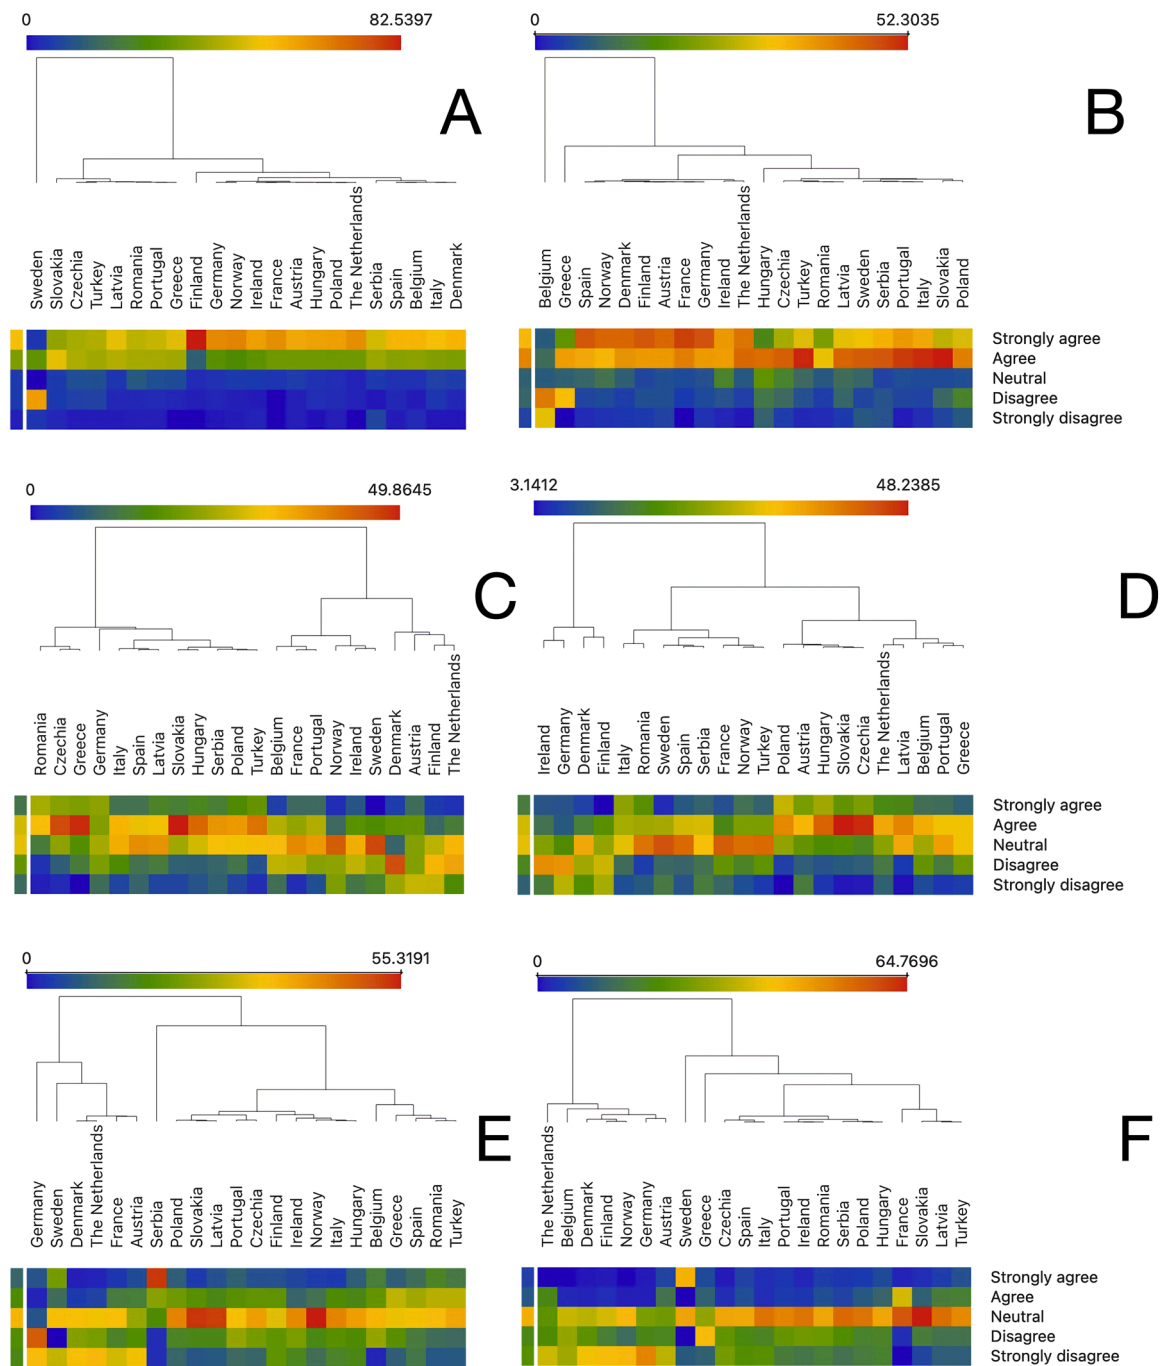 0 82.5397
A
Sweden Slovakia Czechia Turkey Latvia Romania Portugal Greece Finland Germany Norway Ireland France Austria Hungary Poland The Netherlands Serbia Spain Belgium Italy Denmark
0 52.3035
B
Belgium Greece Spain Norway Denmark Finland Austria France Germany Ireland The Netherlands Hungary Czechia Turkey Romania Latvia Sweden Serbia Portugal Italy Slovakia Poland
Strongly agree
Agree
Neutral
Disagree
Strongly disagree
0 49.8645
C
Romania Czechia Greece Germany Italy Spain Latvia Slovakia Hungary Serbia Poland Turkey Belgium France Portugal Norway Ireland Sweden Denmark Austria Finland The Netherlands
3.1412 48.2385
D
Ireland Germany Denmark Finland Italy Romania Sweden Spain Serbia France Norway Turkey Poland Austria Hungary Slovakia Czechia The Netherlands Latvia Belgium Portugal Greece
Strongly agree
Agree
Neutral
Disagree
Strongly disagree
0 55.3191
E
Germany Sweden Denmark The Netherlands France Austria Serbia Poland Slovakia Latvia Portugal Czechia Finland Ireland Norway Italy Hungary Belgium Greece Spain Romania Turkey
0 64.7696
F
The Netherlands Belgium Denmark Finland Norway Germany Austria Sweden Greece Czechia Spain Italy Portugal Ireland Romania Serbia Poland Hungary France Slovakia Latvia Turkey
Strongly agree
Agree
Neutral
Disagree
Strongly disagree